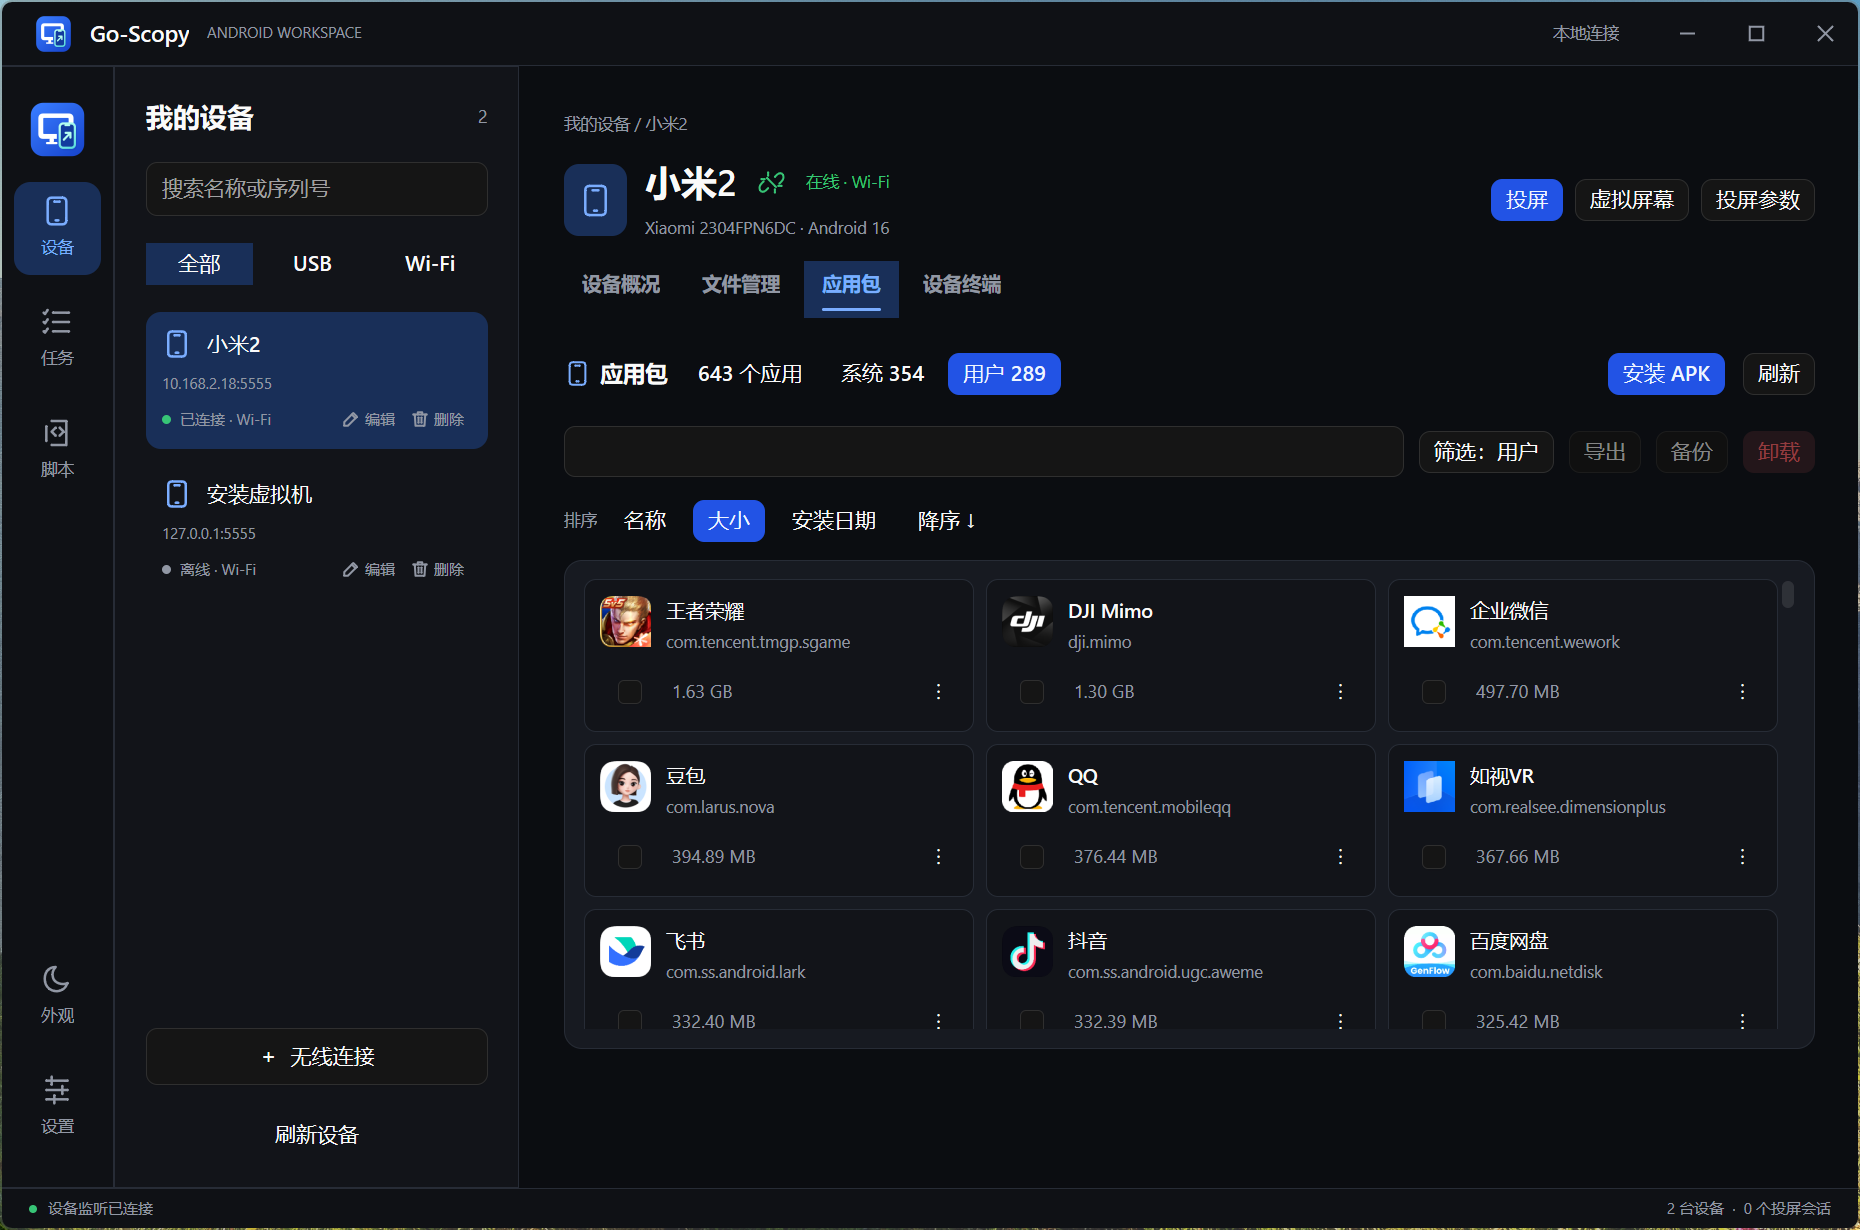 Go-Scopy ANDROID WORKSPACE 本地连接
设备
任务
脚本
外观
设置
我的设备 2
搜索名称或序列号
全部 USB Wi-Fi
小米2
10.168.2.18:5555
已连接 · Wi-Fi 编辑 删除
安装虚拟机
127.0.0.1:5555
离线 · Wi-Fi 编辑 删除
+ 无线连接
刷新设备
我的设备 / 小米2
小米2 在线 · Wi-Fi
Xiaomi 2304FPN6DC · Android 16
投屏 虚拟屏幕 投屏参数
设备概况 文件管理 应用包 设备终端
应用包 643 个应用 系统 354 用户 289 安装 APK 刷新
筛选：用户 导出 备份 卸载
排序 名称 大小 安装日期 降序 ↓
5V5
王者荣耀
com.tencent.tmgp.sgame
1.63 GB
dji
DJI Mimo
dji.mimo
1.30 GB
企业微信
com.tencent.wework
497.70 MB
豆包
com.larus.nova
394.89 MB
QQ
com.tencent.mobileqq
376.44 MB
如视VR
com.realsee.dimensionplus
367.66 MB
飞书
com.ss.android.lark
332.40 MB
抖音
com.ss.android.ugc.aweme
332.39 MB
GenFlow
百度网盘
com.baidu.netdisk
325.42 MB
设备监听已连接 2 台设备 · 0 个投屏会话